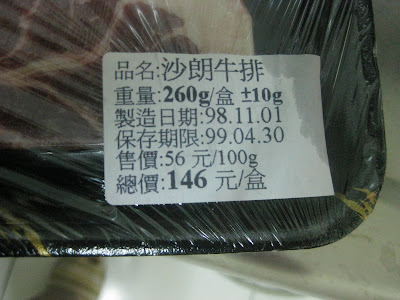 品名:沙朗牛排
重量:260g/盒 ±10g
製造日期:98.11.01
保存期限:99.04.30
售價:56 元/100g
總價:146 元/盒